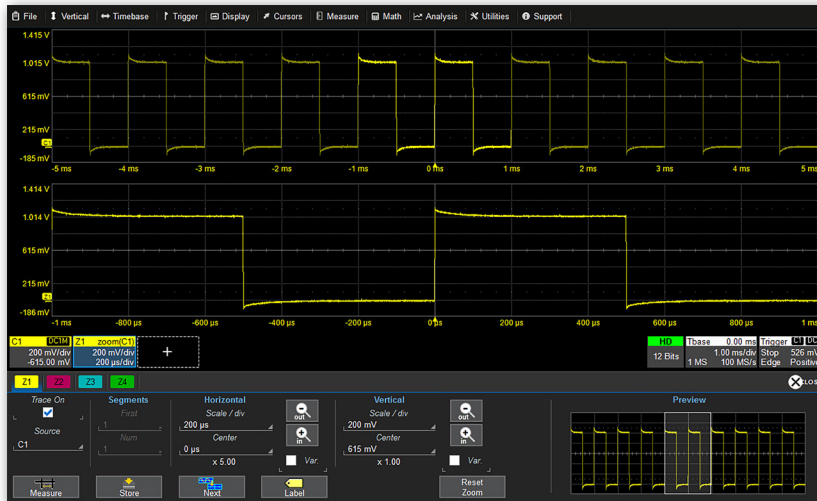 File Vertical Timebase Trigger Display Cursors Measure Math Analysis Utilities Support
1.415 V
1.015 V
615 mV
215 mV
C1
-185 mV
-5 ms -4 ms -3 ms -2 ms -1 ms 0 ms 1 ms 2 ms 3 ms 4 ms 5 ms
1.414 V
1.014 V
615 mV
215 mV
Z1
-186 mV
-1 ms -800 µs -600 µs -400 µs -200 µs 0 µs 200 µs 400 µs 600 µs 800 µs 1 ms
C1 DC1M Z1 zoom(C1) HD Tbase 0.00 ms Trigger C1 DC
200 mV/div 200 mV/div + 12 Bits 1.00 ms/div Stop 526 mV
-615.00 mV 200 µs/div 1 MS 100 MS/s Edge Positive
Z1 Z2 Z3 Z4 CLOS
Trace On Segments Horizontal Vertical Preview
First Scale / div out Scale / div out
1 200 µs 200 mV
Source Num Center in Center in
C1 1 0 µs 615 mV
x 5.00 Var. x 1.00 Var.
Measure Store Next Label Reset
Zoom